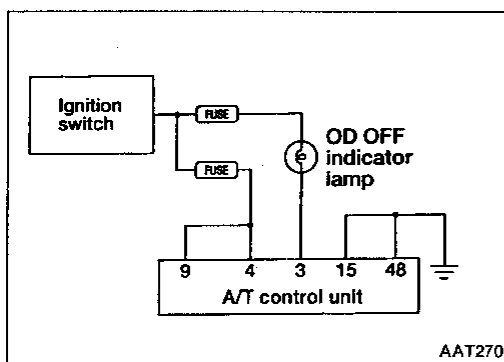 Ignition
switch
FUSE
FUSE
OD OFF
indicator
lamp
9 4 3 15 48
A/T control unit
AAT270